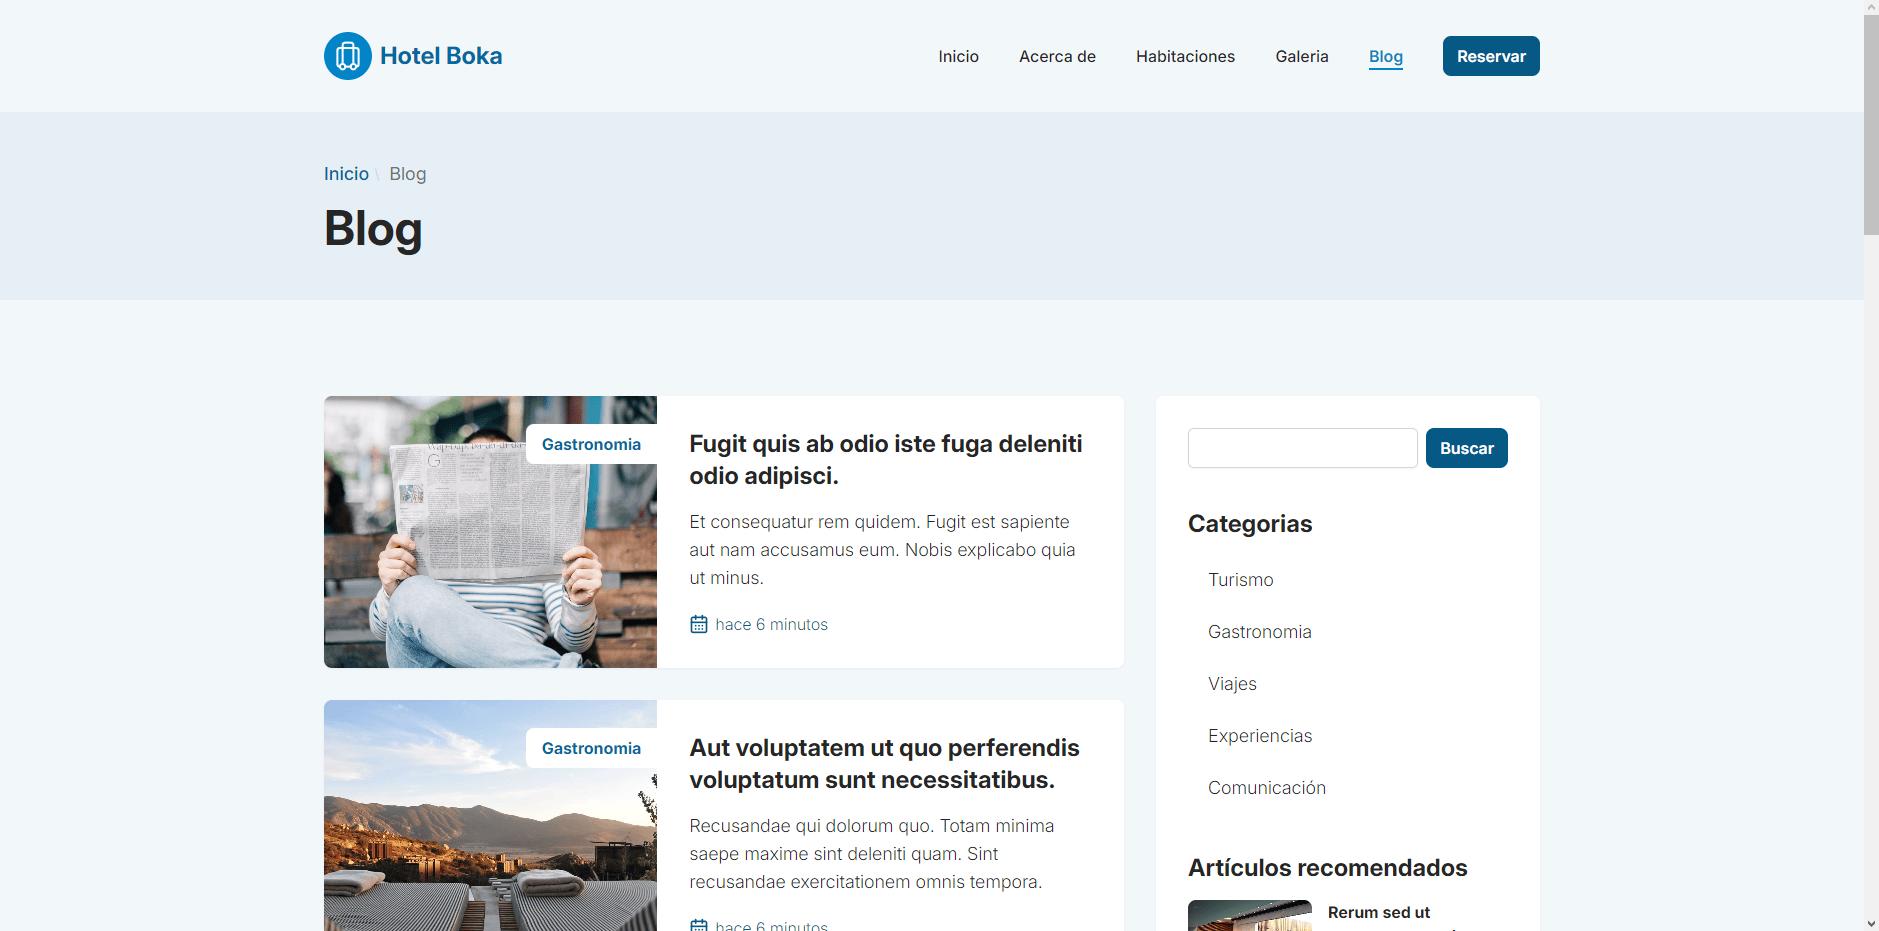 Hotel Boka
Inicio
Acerca de
Habitaciones
Galeria
Blog
Reservar
Inicio \ Blog
Blog
Gastronomia
Fugit quis ab odio iste fuga deleniti
odio adipisci.
Et consequatur rem quidem. Fugit est sapiente
aut nam accusamus eum. Nobis explicabo quia
ut minus.
hace 6 minutos
Gastronomia
Aut voluptatem ut quo perferendis
voluptatum sunt necessitatibus.
Recusandae qui dolorum quo. Totam minima
saepe maxime sint deleniti quam. Sint
recusandae exercitationem omnis tempora.
hace 6 minutos
Buscar
Categorias
Turismo
Gastronomia
Viajes
Experiencias
Comunicación
Artículos recomendados
Rerum sed ut